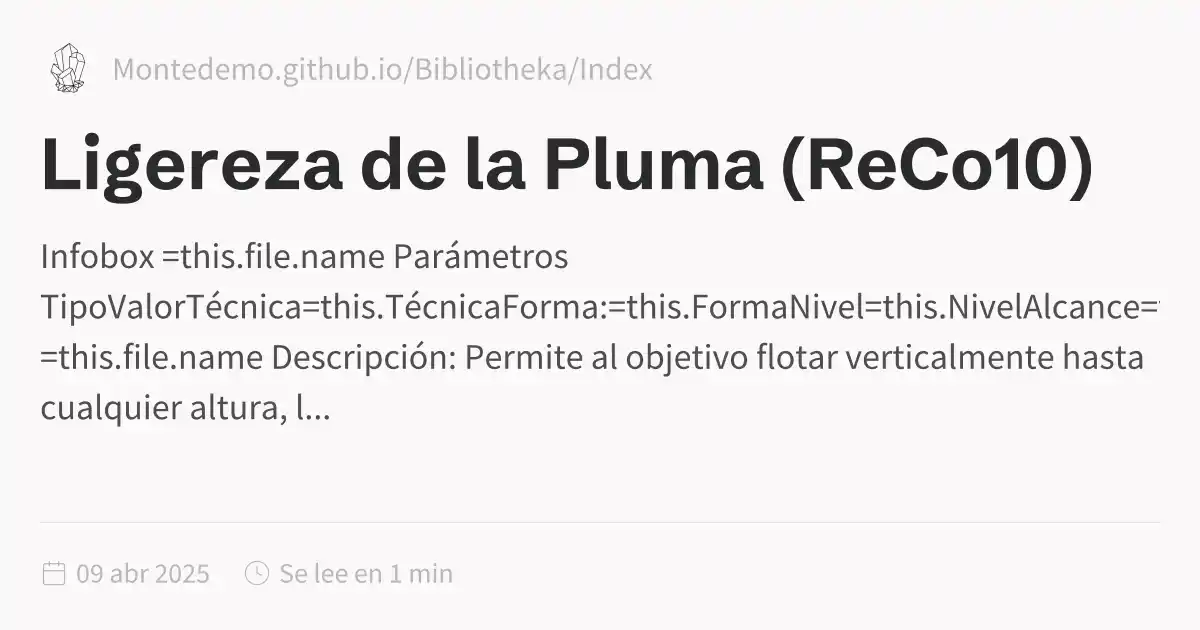 Montedemo.github.io/Bibliotheka/Index
Ligereza de la Pluma (ReCo10)
Infobox =this.file.name Parámetros
TipoValorTécnica=this.TécnicaForma:=this.FormaNivel=this.NivelAlcance=
=this.file.name Descripción: Permite al objetivo flotar verticalmente hasta
cualquier altura, l...
09 abr 2025
Se lee en 1 min